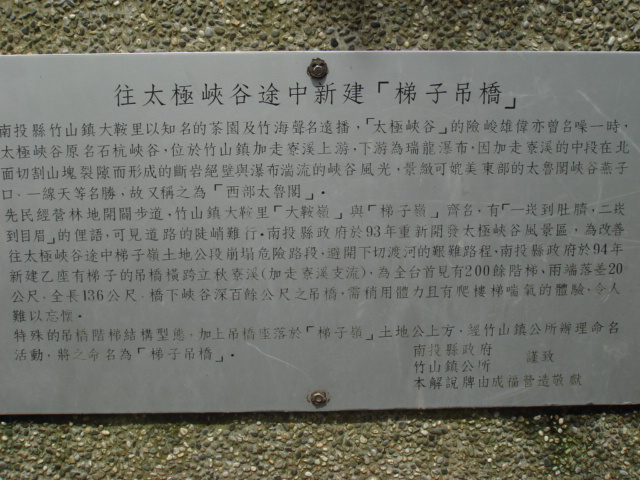 往太極峽谷途中新建「梯子吊橋」
南投縣竹山鎮大鞍里以知名的茶園及竹海聲名遠播，「太極峽谷」的險峻雄偉亦曾名噪一時，
太極峽谷原名石杭峽谷，位於竹山鎮加走寮溪上游，下游為瑞龍瀑布，因加走寮溪的中段在北
面切割山塊裂隙而形成的斷岩絕壁與瀑布湍流的峽谷風光，景緻可媲美東部的太魯閣峽谷燕子
口．一線天等名勝，故又稱之為「西部太魯閣」．
先民經營林地開闢步道，竹山鎮大鞍里「大鞍嶺」與「梯子嶺」齊名，有「一崁到肚臍，二崁
到目眉」的俚語，可見道路的陡峭難行．南投縣政府於93年重新開發太極峽谷風景區，為改善
往太極峽谷途中梯子嶺土地公段崩塌危險路段，避開下切渡河的艱難路程，南投縣政府於94年
新建乙座有梯子的吊橋橫跨立秋寮溪(加走寮溪支流)，為全台首見有200餘階梯，兩端落差20
公尺．全長136公尺．橋下峽谷深百餘公尺之吊橋，需稍用體力且有爬樓梯喘氣的體驗，令人
難以忘懷．
特殊的吊橋階梯結構型態，加上吊橋座落於「梯子嶺」土地公上方，經竹山鎮公所辦理命名
活動，將之命名為「梯子吊橋」．
南投縣政府
竹山鎮公所 謹致
本解說牌由成福營造敬獻